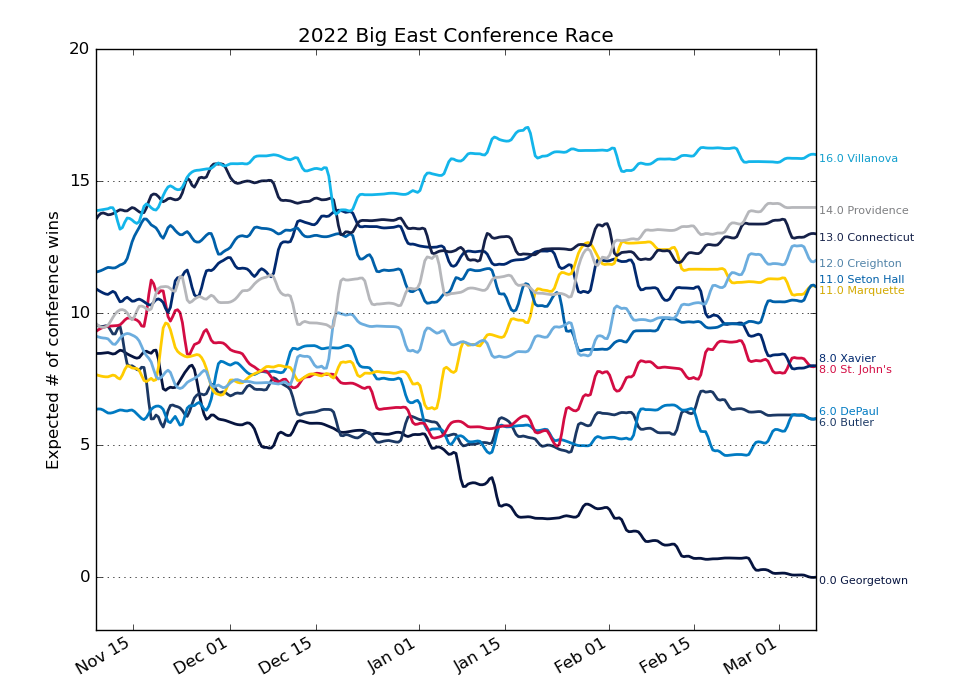 2022 Big East Conference Race
Expected # of conference wins
20
15
10
5
0
Nov 15
Dec 01
Dec 15
Jan 01
Jan 15
Feb 01
Feb 15
Mar 01
16.0 Villanova
14.0 Providence
13.0 Connecticut
12.0 Creighton
11.0 Seton Hall
11.0 Marquette
8.0 Xavier
8.0 St. John's
6.0 DePaul
6.0 Butler
0.0 Georgetown